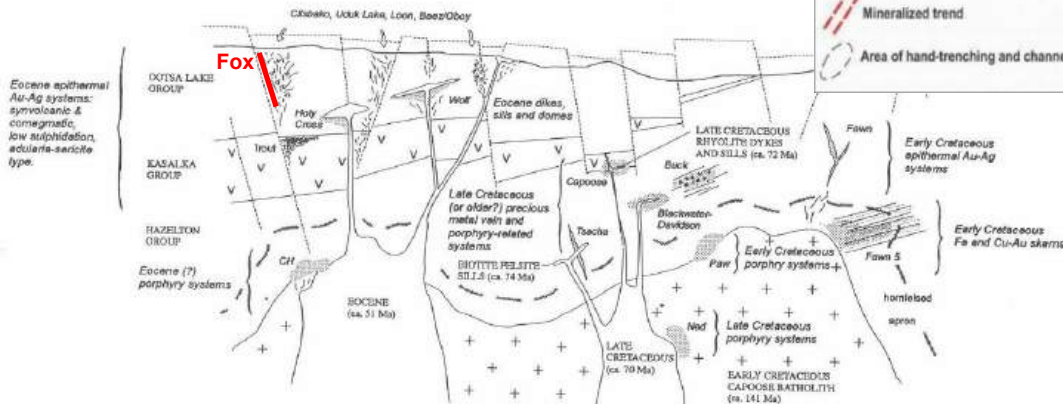 Clisbako, Uduk Lake, Loon, Baez/Oboy
Mineralized trend
Area of hand-trenching and channe
Fox
OOTSA LAKE
GROUP
Eocene epithermal
Au-Ag systems:
synvolcanic &
comagmatic,
low sulphidation,
adularia-sericite
type.
Holy
Cross
Wolf
Eocene dikes,
sills and domes
Trout
KASALKA
GROUP
LATE CRETACEOUS
RHYOLITE DYKES
AND SILLS (ca. 72 Ma)
Fawn
Early Cretaceous
epithermal Au-Ag
systems
Capoose
Buck
Late Cretaceous
(or older?) precious
metal vein and
porphyry-related
systems
Blackwater-
Davidson
HAZELTON
GROUP
Tsacha
Early Cretaceous
Fe and Cu-Au skarns
CH
Eocene (?)
porphyry systems
BIOTITE FELSITE
SILLS (ca. 74 Ma)
Paw
Early Cretaceous
porphyry systems
Fawn 5
EOCENE
(ca. 51 Ma)
hornfelsed
apron
Ned
Late Cretaceous
porphyry systems
LATE
CRETACEOUS
(ca. 70 Ma)
EARLY CRETACEOUS
CAPOOSE BATHOLITH
(ca. 141 Ma)